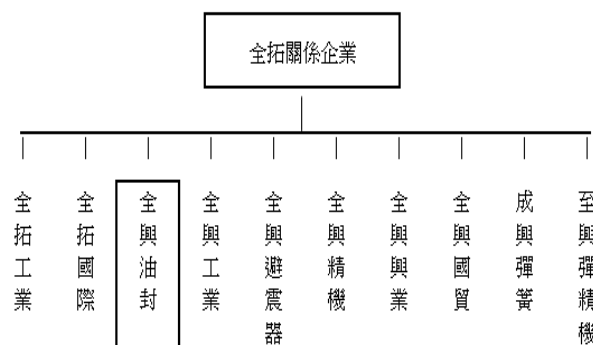 全拓關係企業
全拓工業
全拓國際
全興油封
全興工業
全興避震器
全興精機
全興興業
全興國貿
成興彈簧
至興彈精機